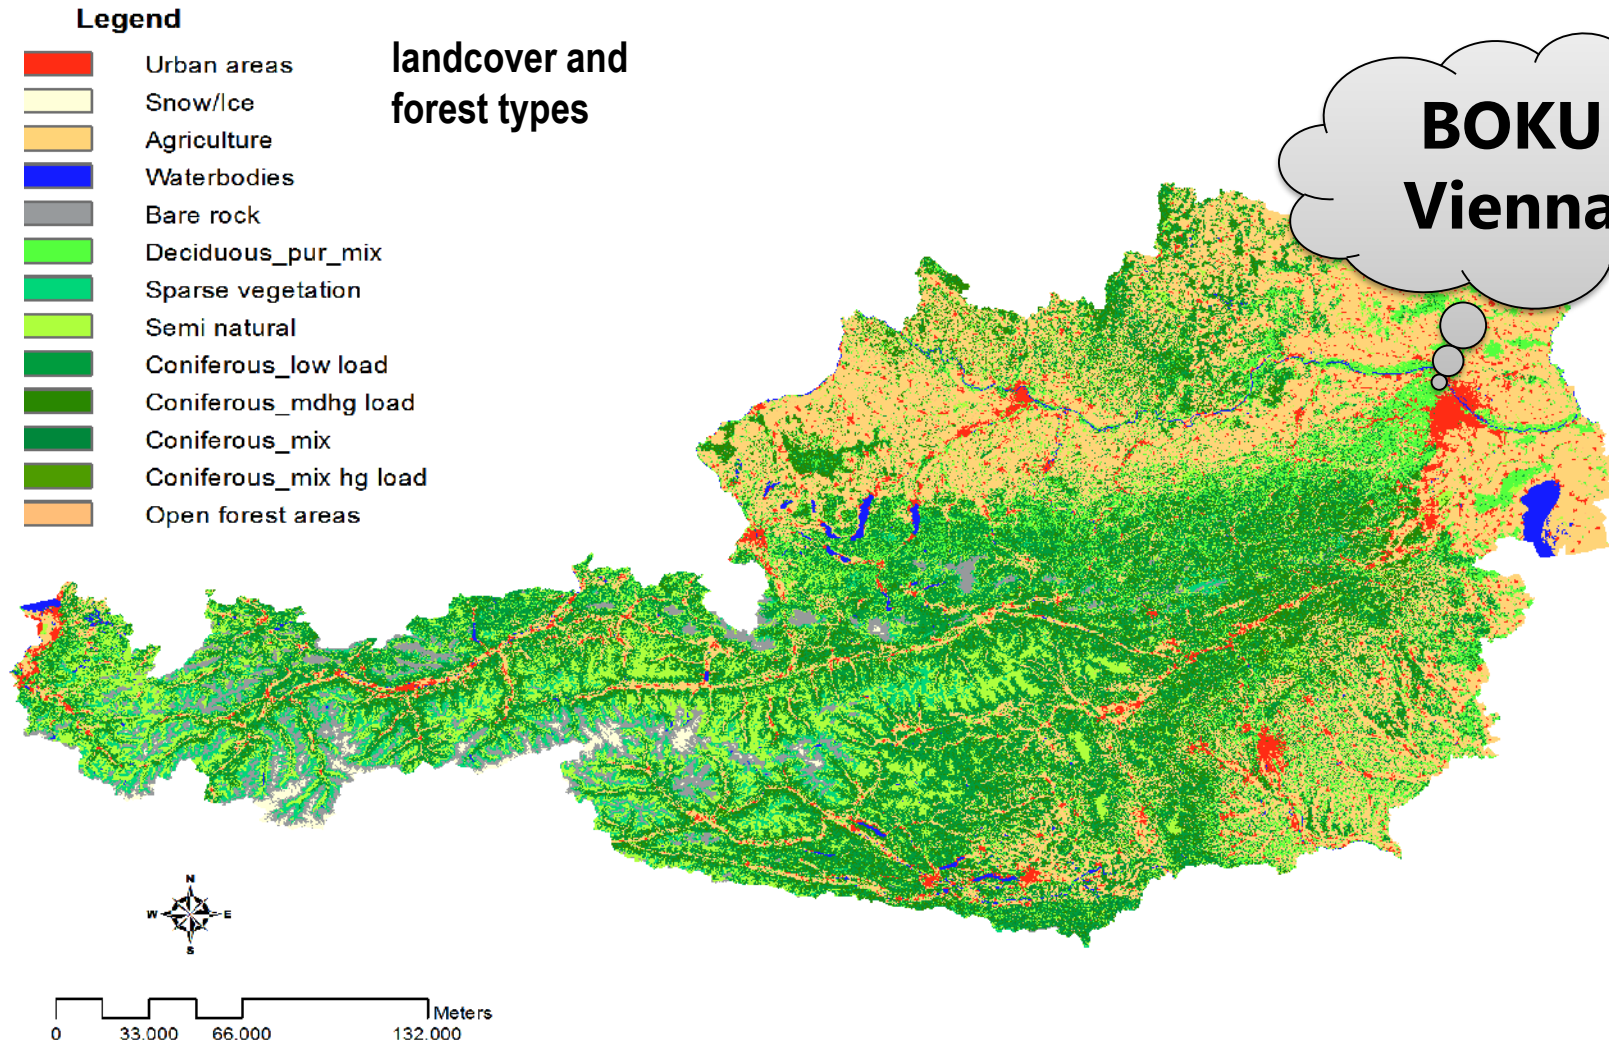 Legend
landcover and
forest types
Urban areas
Snow/Ice
Agriculture
Waterbodies
Bare rock
Deciduous_pur_mix
Sparse vegetation
Semi natural
Coniferous_low load
Coniferous_mdhg load
Coniferous_mix
Coniferous_mix hg load
Open forest areas
BOKU
Vienna
N
W E
S
Meters
0 33.000 66.000 132.000